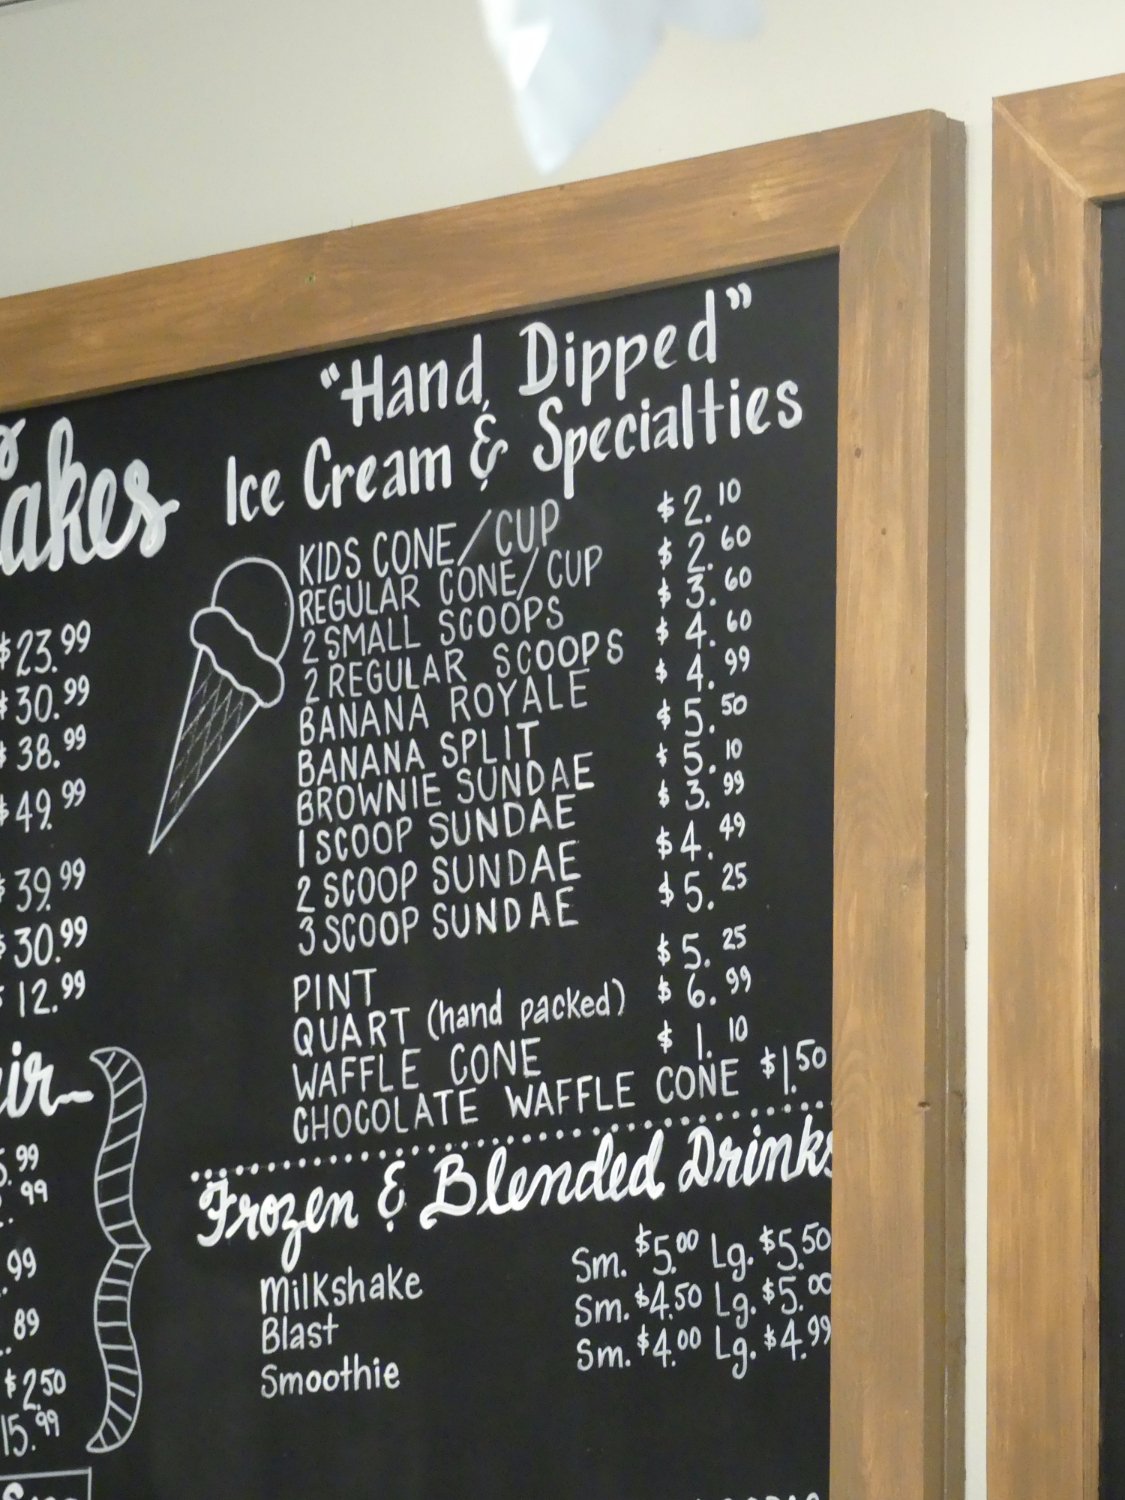 akes
$23.99
$30.99
$38.99
$49.99
$39.99
$30.99
$12.99
.99
.99
.99
.89
$2.50
15.99
"Hand Dipped"
Ice Cream & Specialties
KIDS CONE/CUP $2.10
REGULAR CONE/CUP $2.60
2 SMALL SCOOPS $3.60
2 REGULAR SCOOPS $4.60
BANANA ROYALE $4.99
BANANA SPLIT $5.50
BROWNIE SUNDAE $5.10
1 SCOOP SUNDAE $3.99
2 SCOOP SUNDAE $4.49
3 SCOOP SUNDAE $5.25
PINT $5.25
QUART (hand packed) $6.99
WAFFLE CONE $1.10
CHOCOLATE WAFFLE CONE $1.50
Frozen & Blended Drinks
Milkshake Sm. $5.00 Lg. $5.50
Blast Sm. $4.50 Lg. $5.00
Smoothie Sm. $4.00 Lg. $4.99